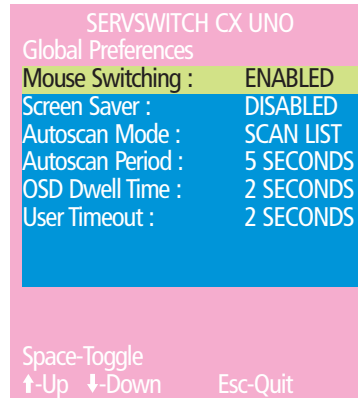 SERVSWITCH CX UNO
Global Preferences
Mouse Switching : ENABLED
Screen Saver : DISABLED
Autoscan Mode : SCAN LIST
Autoscan Period : 5 SECONDS
OSD Dwell Time : 2 SECONDS
User Timeout : 2 SECONDS
Space-Toggle
⬆-Up ⬇-Down Esc-Quit